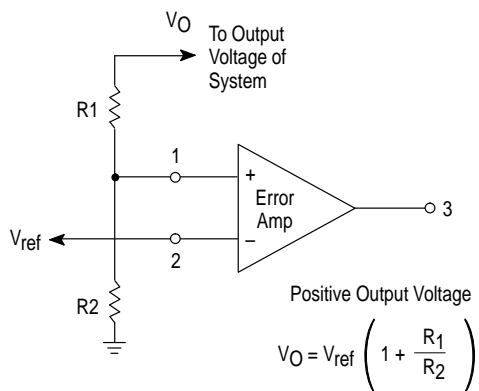 VO
To Output
Voltage of
System
R1
1
+
Error
Amp
3
Vref
2
–
R2
Positive Output Voltage
VO = Vref ( 1 + R1 / R2 )